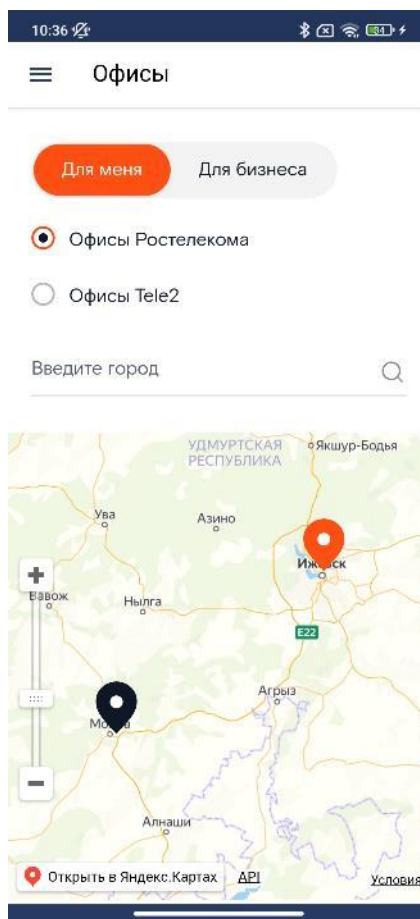 10:36
84
Офисы
Для меня
Для бизнеса
Офисы Ростелекома
Офисы Tele2
Введите город
УДМУРТСКАЯ
РЕСПУБЛИКА
Якшур-Бодья
Ува
Азино
Вавож
Нылга
E22
Агрыз
Алнаши
Открыть в Яндекс.Картах
API
Условия